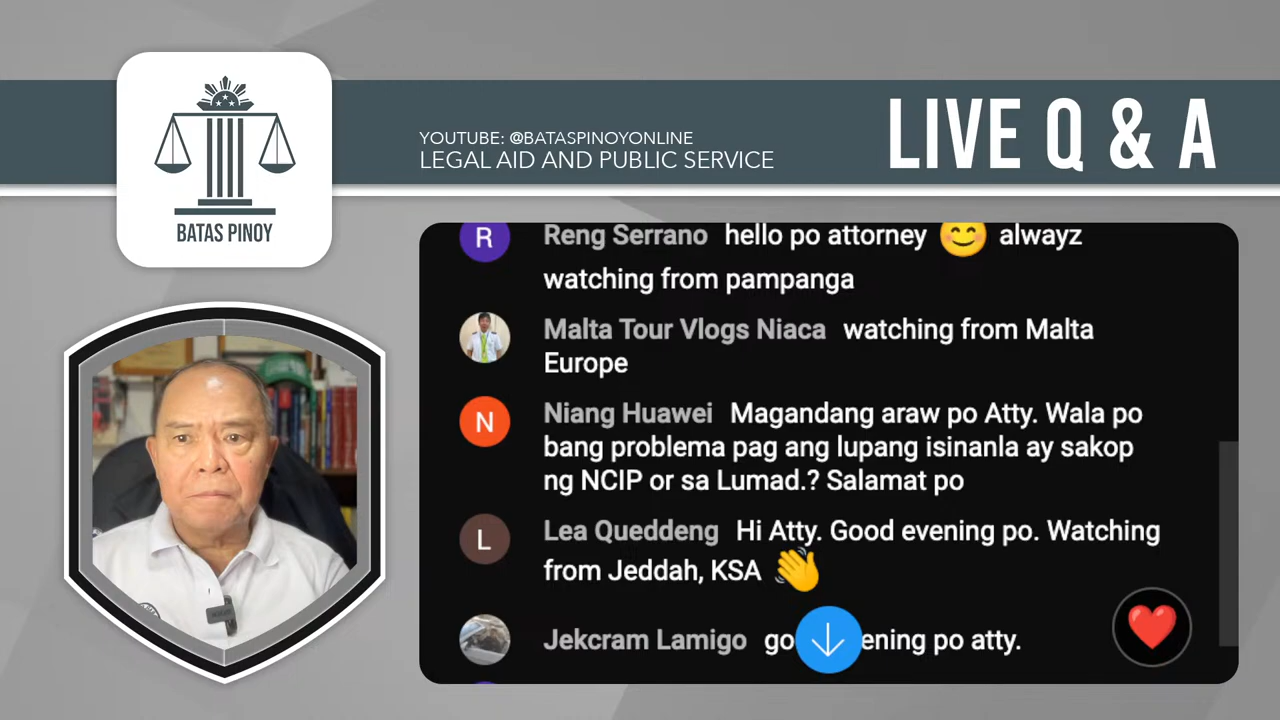 YOUTUBE: @BATASPINOYONLINE
LEGAL AID AND PUBLIC SERVICE
LIVE Q & A
BATAS PINOY
R
Reng Serrano hello po attorney 😊 alwayz
watching from pampanga
Malta Tour Vlogs Niaca watching from Malta
Europe
N
Niang Huawei Magandang araw po Atty. Wala po
bang problema pag ang lupang isinanla ay sakop
ng NCIP or sa Lumad.? Salamat po
L
Lea Queddeng Hi Atty. Good evening po. Watching
from Jeddah, KSA 👋
Jekcram Lamigo po atty.